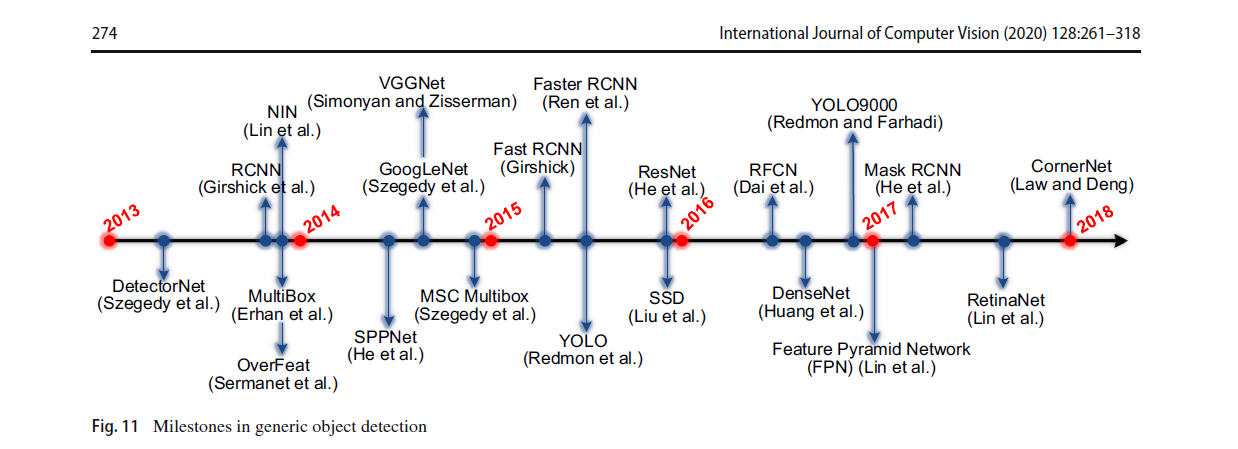 274
International Journal of Computer Vision (2020) 128:261–318
VGGNet
(Simonyan and Zisserman)
Faster RCNN
(Ren et al.)
NIN
(Lin et al.)
YOLO9000
(Redmon and Farhadi)
Fast RCNN
(Girshick)
RCNN
(Girshick et al.)
GoogLeNet
(Szegedy et al.)
ResNet
(He et al.)
RFCN
(Dai et al.)
Mask RCNN
(He et al.)
CornerNet
(Law and Deng)
2013
2014
2015
2016
2017
2018
DetectorNet
(Szegedy et al.)
MultiBox
(Erhan et al.)
MSC Multibox
(Szegedy et al.)
SSD
(Liu et al.)
DenseNet
(Huang et al.)
RetinaNet
(Lin et al.)
SPPNet
(He et al.)
YOLO
(Redmon et al.)
Feature Pyramid Network
(FPN) (Lin et al.)
OverFeat
(Sermanet et al.)
Fig. 11 Milestones in generic object detection